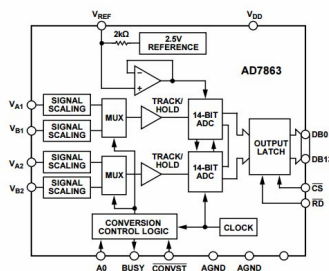 VREF
VDD
2kΩ
2.5V
REFERENCE
AD7863
VA1
SIGNAL
SCALING
MUX
TRACK/
HOLD
14-BIT
ADC
VB1
SIGNAL
SCALING
OUTPUT
LATCH
DB0
DB13
VA2
SIGNAL
SCALING
MUX
TRACK/
HOLD
14-BIT
ADC
VB2
SIGNAL
SCALING
CS
RD
CONVERSION
CONTROL LOGIC
CLOCK
A0 BUSY CONVST AGND AGND